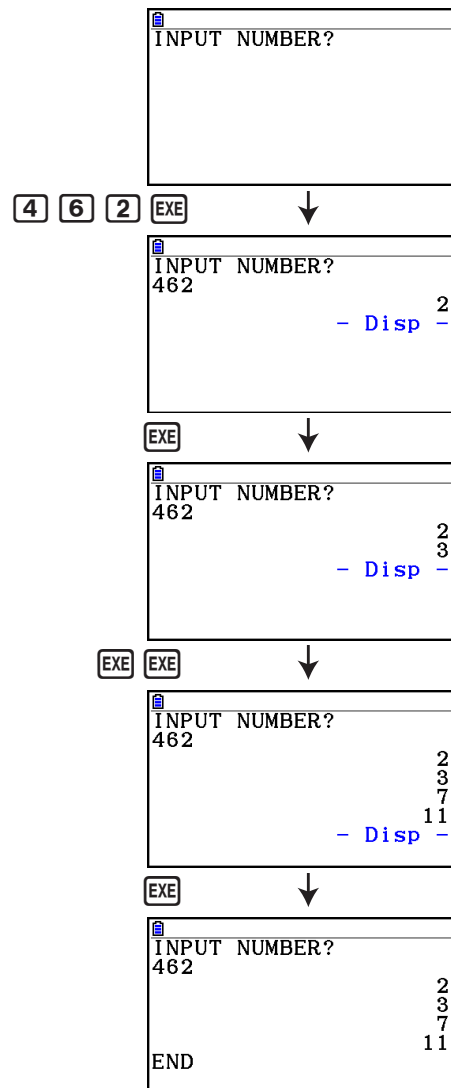 INPUT NUMBER?
4 6 2 EXE
INPUT NUMBER?
462
2
- Disp -
EXE
INPUT NUMBER?
462
2
3
- Disp -
EXE EXE
INPUT NUMBER?
462
2
3
7
11
- Disp -
EXE
INPUT NUMBER?
462
2
3
7
11
END